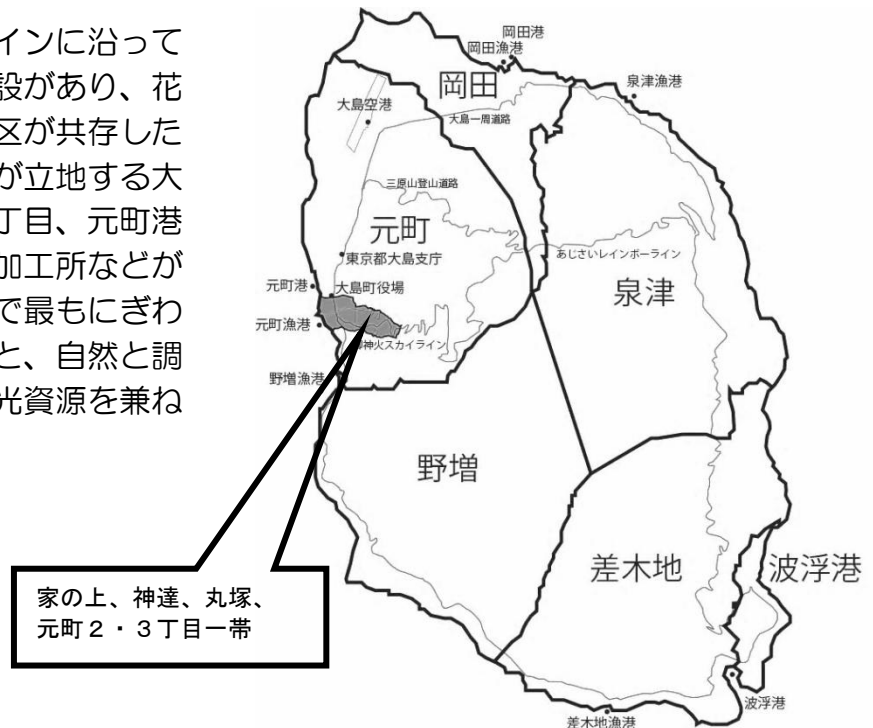 インに沿って
設があり、花
区が共存した
が立地する大
丁目、元町港
加工所などが
で最もにぎわ
と、自然と調
光資源を兼ね
岡田港
岡田漁港
岡田
泉津漁港
大島空港
大島一周道路
三原山登山道路
元町
東京都大島支庁
あじさいレインボーライン
泉津
元町港
大島町役場
元町漁港
神火スカイライン
野増漁港
野増
差木地
波浮港
家の上、神達、丸塚、
元町2・3丁目一帯
波浮港
差木地漁港